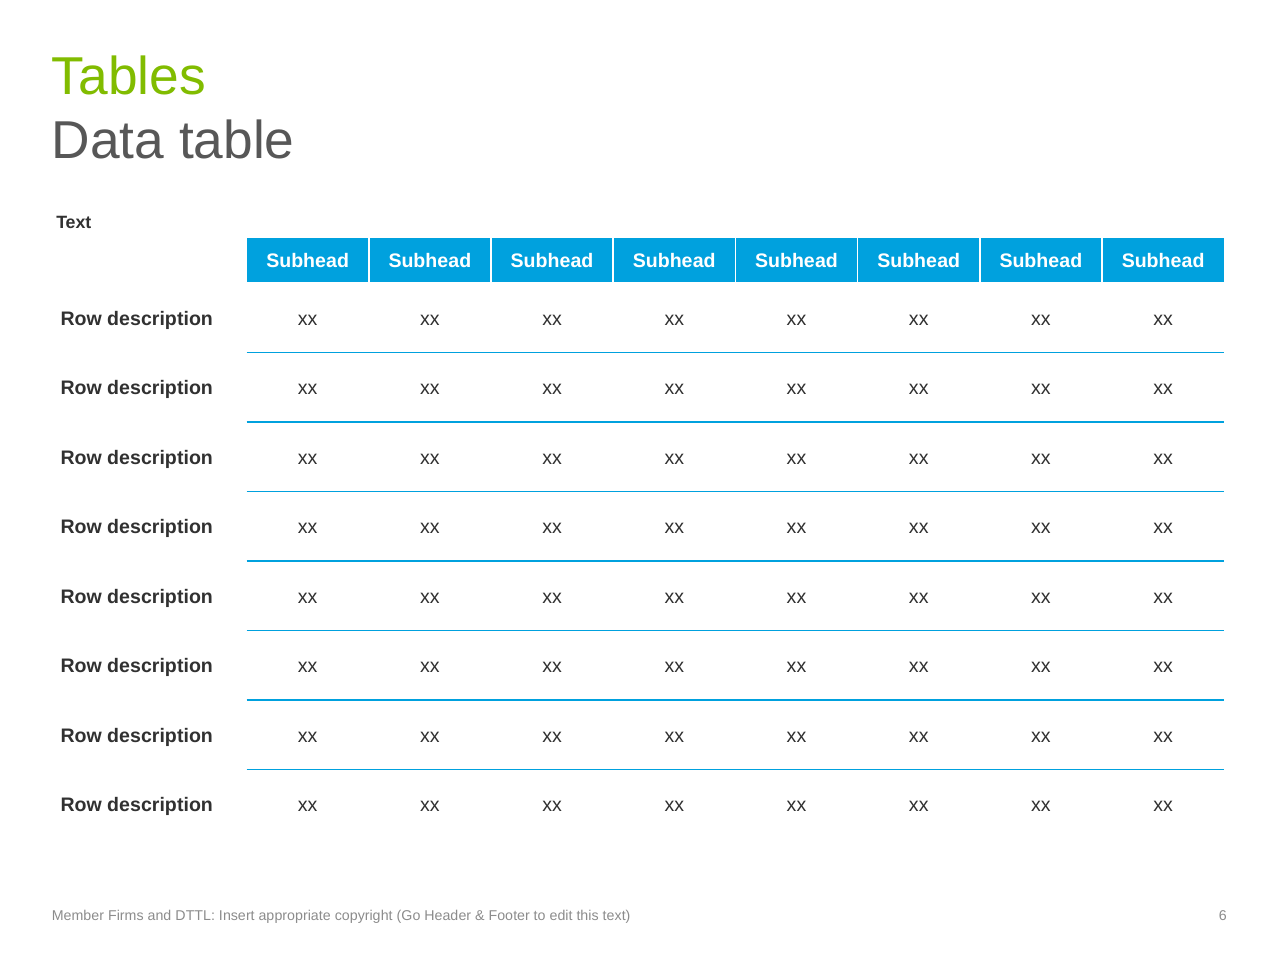 Tables
Data table
Text
Subhead Subhead Subhead Subhead Subhead Subhead Subhead Subhead
Row description xx xx xx xx xx xx xx xx
Row description xx xx xx xx xx xx xx xx
Row description xx xx xx xx xx xx xx xx
Row description xx xx xx xx xx xx xx xx
Row description xx xx xx xx xx xx xx xx
Row description xx xx xx xx xx xx xx xx
Row description xx xx xx xx xx xx xx xx
Row description xx xx xx xx xx xx xx xx
Member Firms and DTTL: Insert appropriate copyright (Go Header & Footer to edit this text) 6